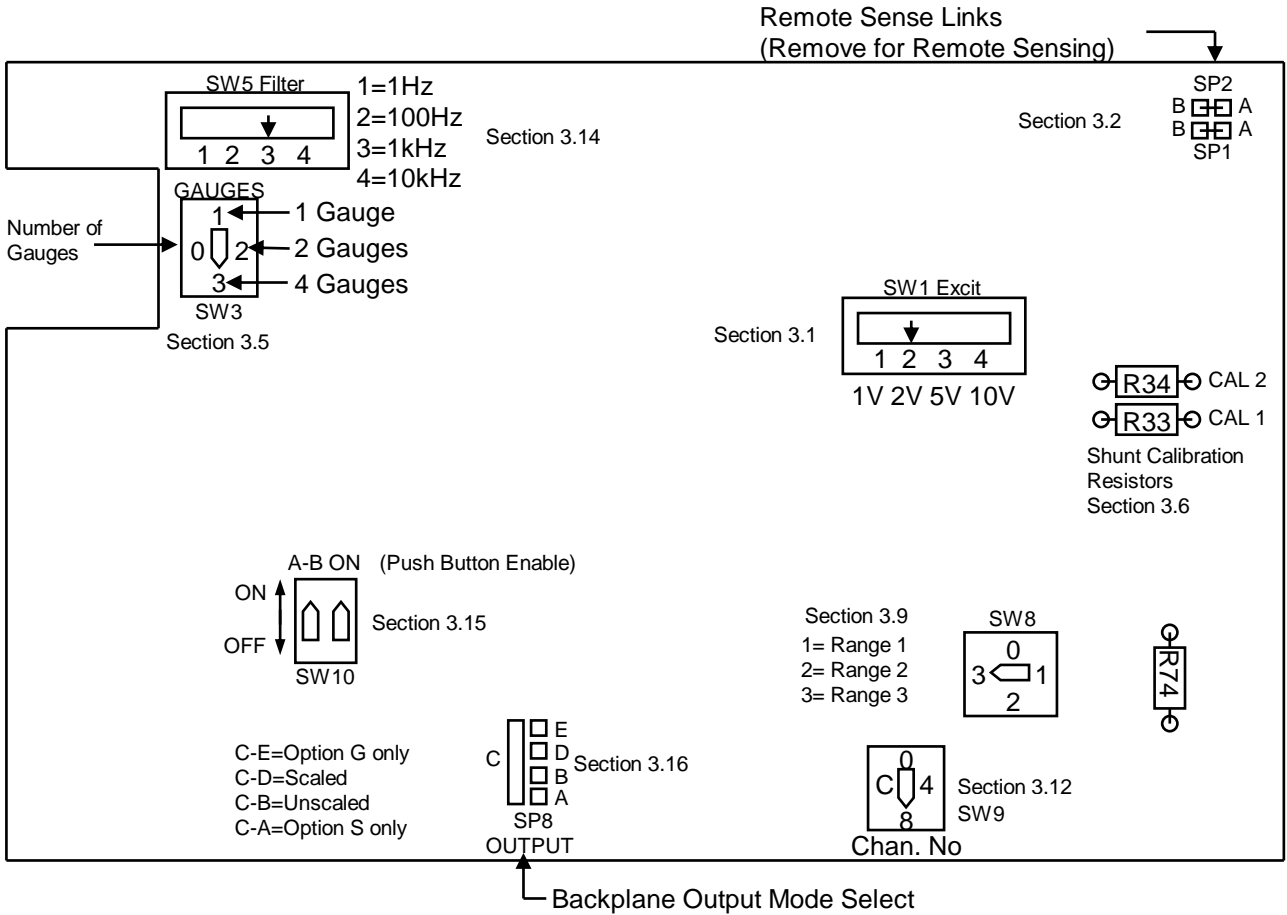 Remote Sense Links
(Remove for Remote Sensing)
SW5 Filter
1=1Hz
2=100Hz
3=1kHz
4=10kHz
1 2 3 4
Section 3.14
SP2
B A
B A
SP1
Section 3.2
GAUGES
1
0 2
3
SW3
1 Gauge
2 Gauges
4 Gauges
Number of
Gauges
Section 3.5
SW1 Excit
1 2 3 4
1V 2V 5V 10V
Section 3.1
R34 CAL 2
R33 CAL 1
Shunt Calibration
Resistors
Section 3.6
A-B ON (Push Button Enable)
ON
OFF
SW10
Section 3.15
Section 3.9
1= Range 1
2= Range 2
3= Range 3
SW8
0
3 1
2
R74
C-E=Option G only
C-D=Scaled
C-B=Unscaled
C-A=Option S only
C
E
D
B
A
SP8
OUTPUT
Section 3.16
0
C 4
8
Chan. No
Section 3.12
SW9
Backplane Output Mode Select